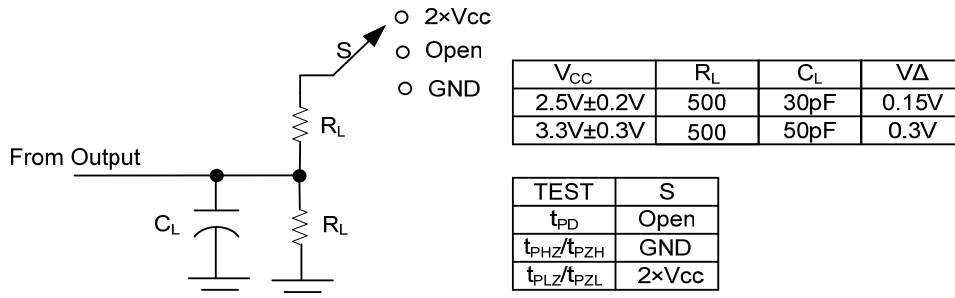 2×Vcc
S
Open
GND
RL
From Output
CL
RL
VCC RL CL VΔ
2.5V±0.2V 500 30pF 0.15V
3.3V±0.3V 500 50pF 0.3V
TEST S
tPD Open
tPHZ/tPZH GND
tPLZ/tPZL 2×Vcc